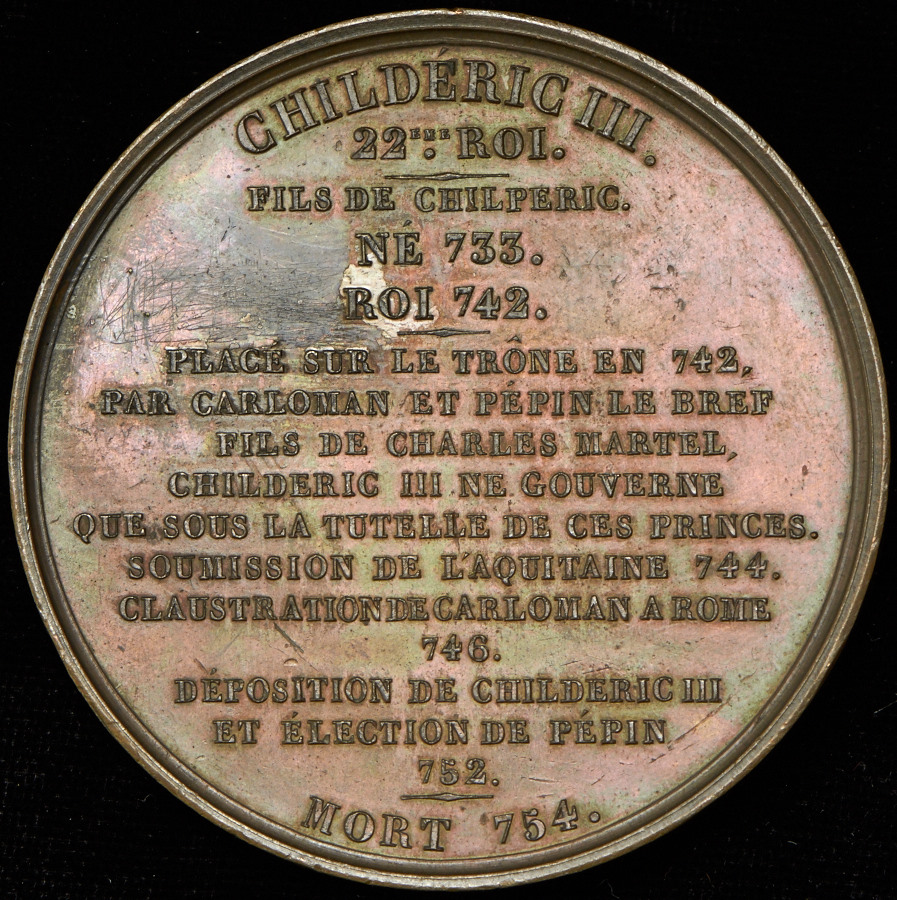 CHILDÉRIC III.
22EME. ROI.
FILS DE CHILPERIC.
NÉ 733.
ROI 742.
PLACE SUR LE TRÔNE EN 742,
PAR CARLOMAN ET PÉPIN LE BREF
FILS DE CHARLES MARTEL,
CHILDERIC III NE GOUVERNE
QUE SOUS LA TUTELLE DE CES PRINCES.
SOUMISSION DE L'AQUITAINE 744.
CLAUSTRATION DE CARLOMAN A ROME
746.
DÉPOSITION DE CHILDERIC III
ET ÉLECTION DE PÉPIN
752.
MORT 754.